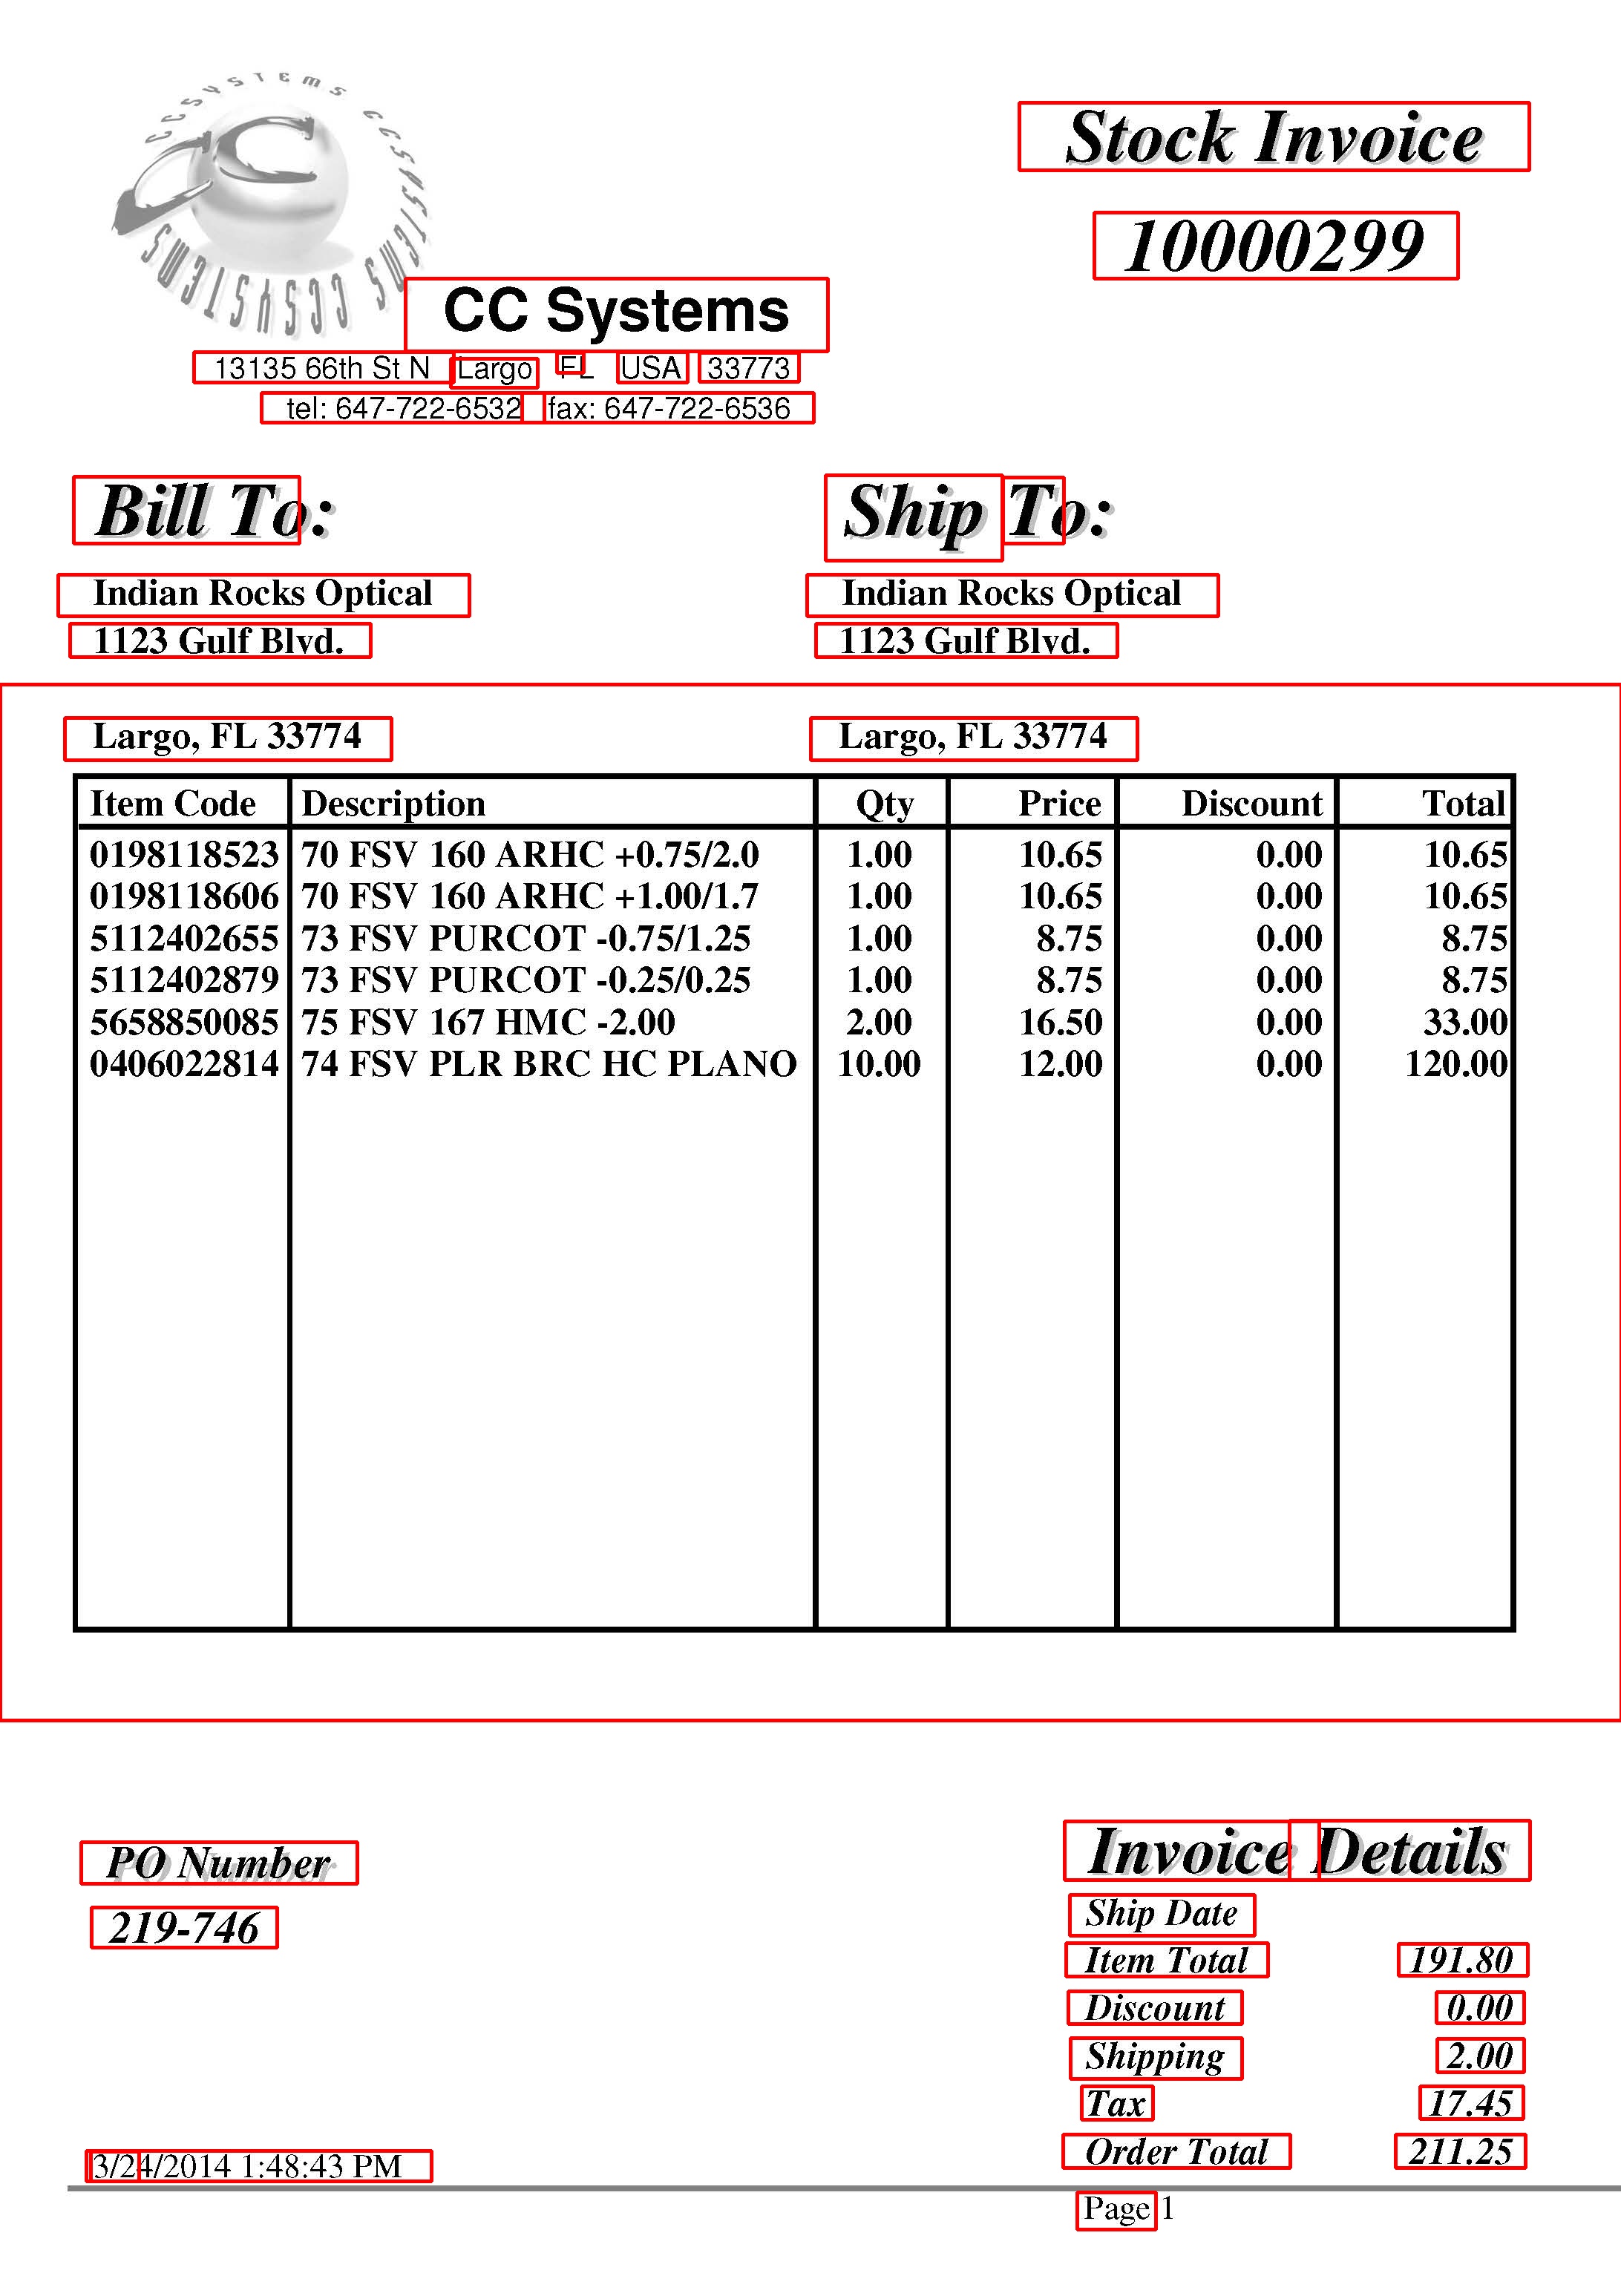 CCSYSTEMS CCSYSTEMS CCSYSTEMS
CC
Stock Invoice
10000299
CC Systems
13135 66th St N Largo FL USA 33773
tel: 647-722-6532 fax: 647-722-6536
Bill To: Ship To:
Indian Rocks Optical Indian Rocks Optical
1123 Gulf Blvd. 1123 Gulf Blvd.
Largo, FL 33774 Largo, FL 33774
Item Code Description Qty Price Discount Total
0198118523 70 FSV 160 ARHC +0.75/2.0 1.00 10.65 0.00 10.65
0198118606 70 FSV 160 ARHC +1.00/1.7 1.00 10.65 0.00 10.65
5112402655 73 FSV PURCOT -0.75/1.25 1.00 8.75 0.00 8.75
5112402879 73 FSV PURCOT -0.25/0.25 1.00 8.75 0.00 8.75
5658850085 75 FSV 167 HMC -2.00 2.00 16.50 0.00 33.00
0406022814 74 FSV PLR BRC HC PLANO 10.00 12.00 0.00 120.00
PO Number Invoice Details
219-746 Ship Date
Item Total 191.80
Discount 0.00
Shipping 2.00
Tax 17.45
3/24/2014 1:48:43 PM Order Total 211.25
Page 1